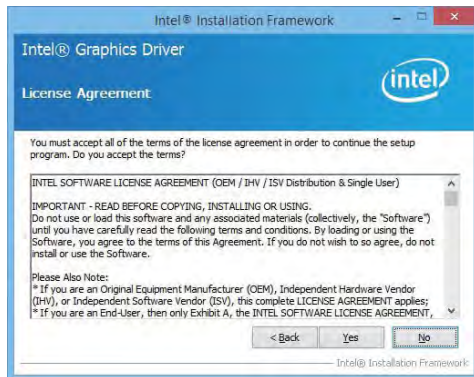 Intel® Installation Framework
Intel® Graphics Driver
License Agreement
intel
You must accept all of the terms of the license agreement in order to continue the setup
program. Do you accept the terms?
INTEL SOFTWARE LICENSE AGREEMENT (OEM / IHV / ISV Distribution & Single User)
IMPORTANT - READ BEFORE COPYING, INSTALLING OR USING.
Do not use or load this software and any associated materials (collectively, the "Software")
until you have carefully read the following terms and conditions. By loading or using the
Software, you agree to the terms of this Agreement. If you do not wish to so agree, do not
install or use the Software.
Please Also Note:
* If you are an Original Equipment Manufacturer (OEM), Independent Hardware Vendor
(IHV), or Independent Software Vendor (ISV), this complete LICENSE AGREEMENT applies;
* If you are an End-User, then only Exhibit A, the INTEL SOFTWARE LICENSE AGREEMENT,
< Back Yes No
Intel® Installation Framework